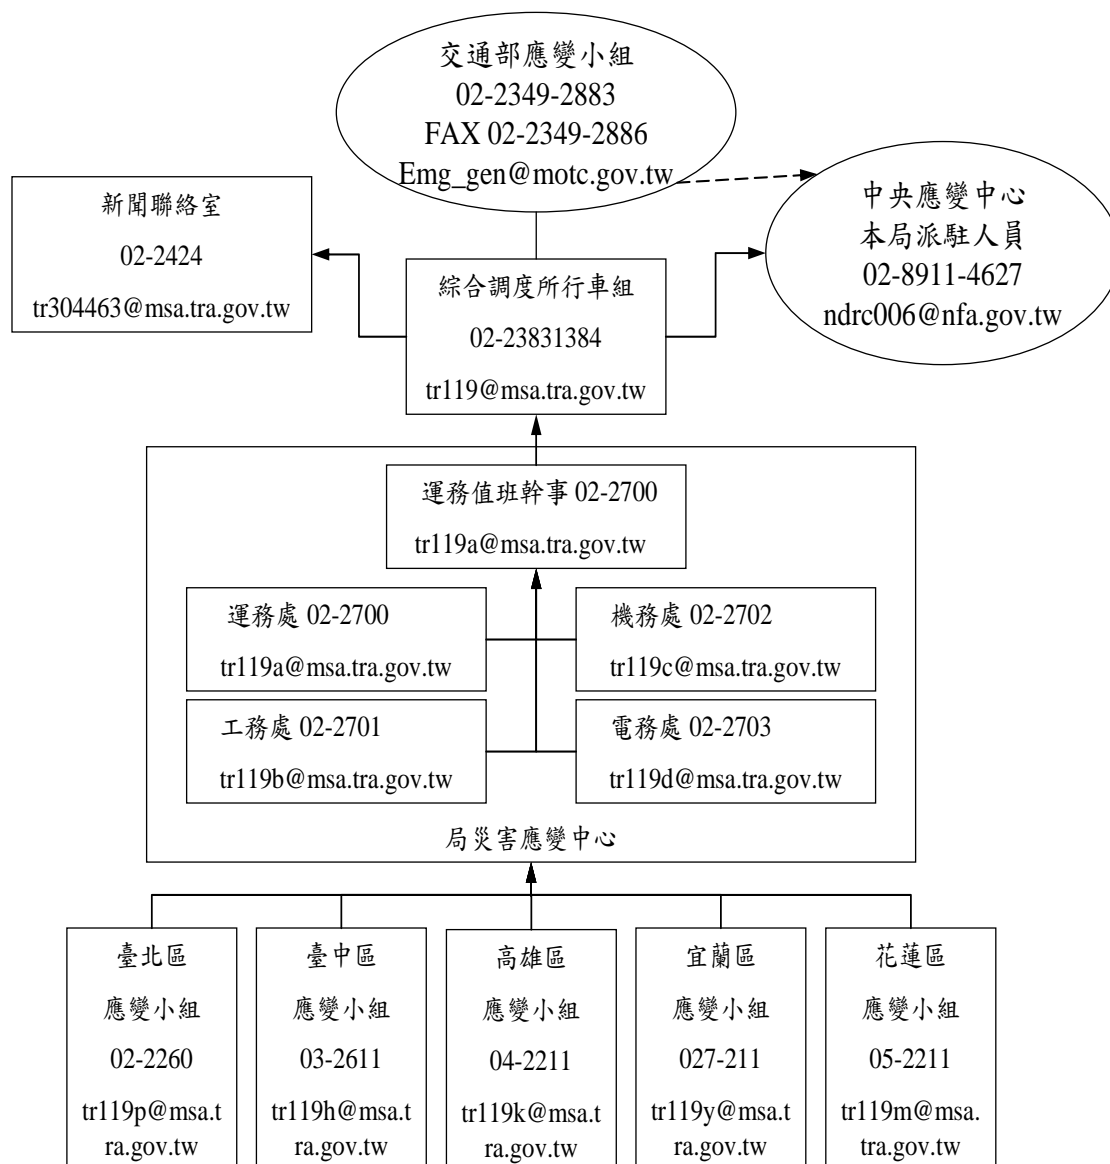 交通部應變小組
02-2349-2883
FAX 02-2349-2886
Emg_gen@motc.gov.tw
新聞聯絡室
02-2424
tr304463@msa.tra.gov.tw
中央應變中心
本局派駐人員
02-8911-4627
ndrc006@nfa.gov.tw
綜合調度所行車組
02-23831384
tr119@msa.tra.gov.tw
運務值班幹事 02-2700
tr119a@msa.tra.gov.tw
運務處 02-2700
tr119a@msa.tra.gov.tw
機務處 02-2702
tr119c@msa.tra.gov.tw
工務處 02-2701
tr119b@msa.tra.gov.tw
電務處 02-2703
tr119d@msa.tra.gov.tw
局災害應變中心
臺北區
應變小組
02-2260
tr119p@msa.t
ra.gov.tw
臺中區
應變小組
03-2611
tr119h@msa.t
ra.gov.tw
高雄區
應變小組
04-2211
tr119k@msa.t
ra.gov.tw
宜蘭區
應變小組
027-211
tr119y@msa.t
ra.gov.tw
花蓮區
應變小組
05-2211
tr119m@msa.
tra.gov.tw